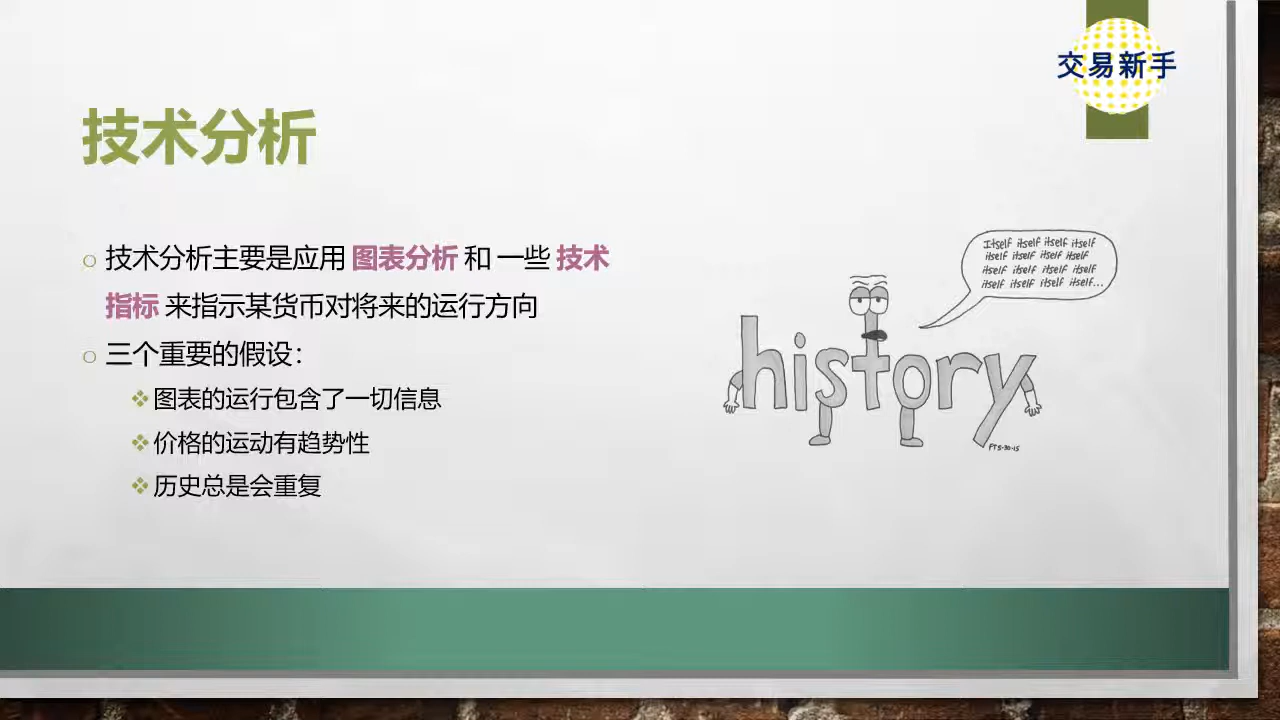 交易新手
技术分析
技术分析主要是应用 图表分析 和 一些 技术
指标 来指示某货币对将来的运行方向
三个重要的假设：
图表的运行包含了一切信息
价格的运动有趋势性
历史总是会重复
Itself itself itself itself
itself itself itself itself
itself itself itself itself
itself itself itself itself...
history